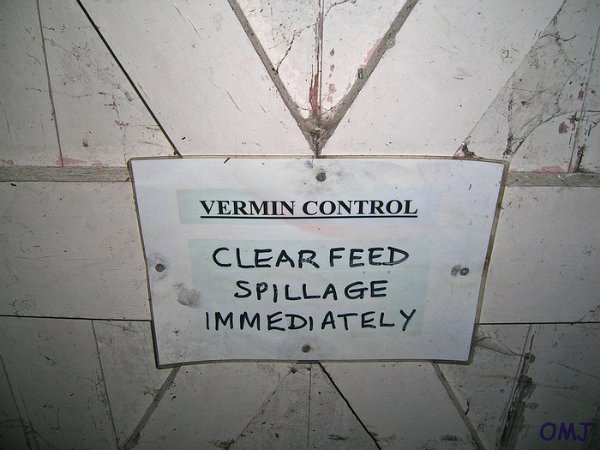 VERMIN CONTROL
CLEAR FEED
SPILLAGE
IMMEDIATELY
OMJ